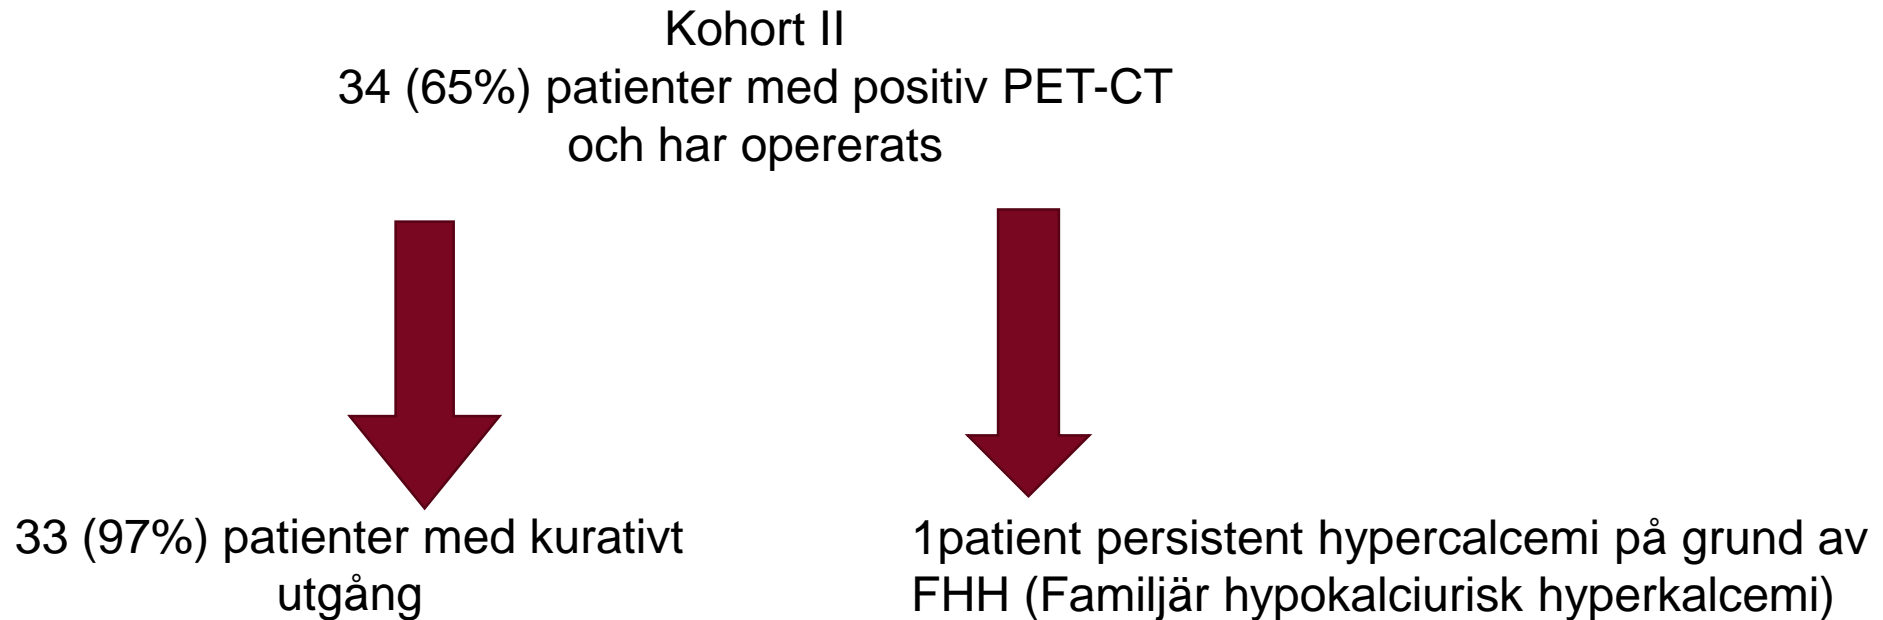 Kohort II
34 (65%) patienter med positiv PET-CT
och har opererats
33 (97%) patienter med kurativt
utgång
1patient persistent hypercalcemi på grund av
FHH (Familjär hypokalciurisk hyperkalcemi)